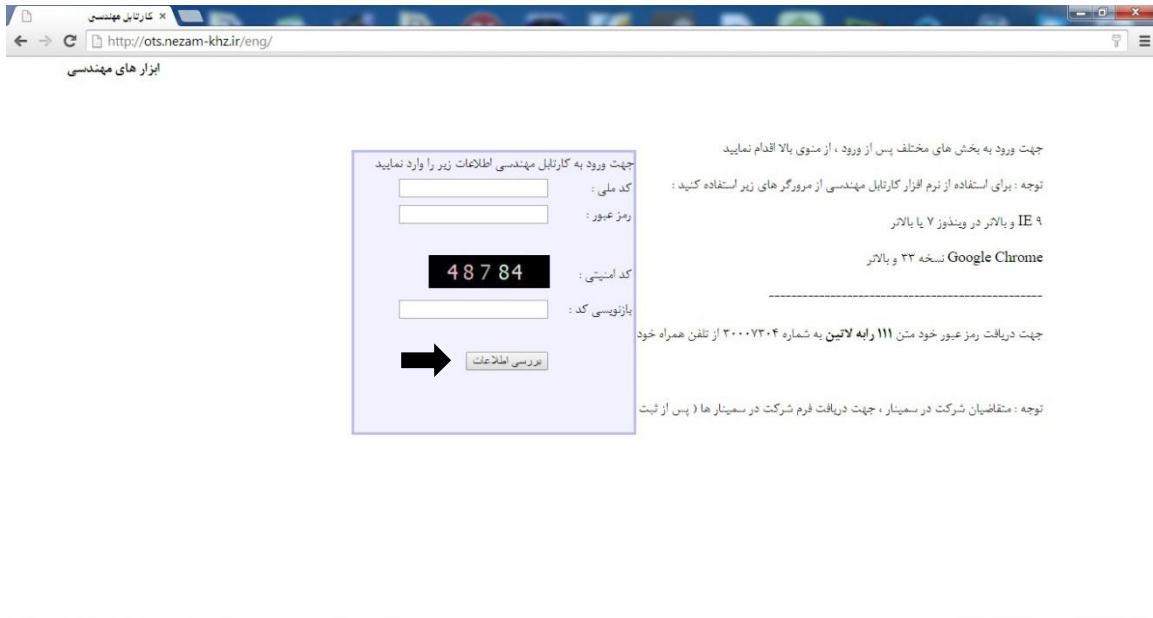 کارتابل مهندسی
http://ots.nezam-khz.ir/eng/
ابزار های مهندسی
جهت ورود به بخش های مختلف پس از ورود ، از منوی بالا اقدام نمایید
توجه : برای استفاده از نرم افزار کارتابل مهندسی از مرورگر های زیر استفاده کنید :
IE ۹ و بالاتر در ویندوز ۷ یا بالاتر
Google Chrome نسخه ۳۳ و بالاتر
------------------------------------------------
جهت دریافت رمز عبور خود متن ۱۱۱ رابه لاتین به شماره ۳۰۰۰۷۳۰۴ از تلفن همراه خود
توجه : متقاضیان شرکت در سمینار ، جهت دریافت فرم شرکت در سمینار ها ( پس از ثبت
جهت ورود به کارتابل مهندسی اطلاعات زیر را وارد نمایید
کد ملی :
رمز عبور :
کد امنیتی : 48784
بازنویسی کد :
بررسی اطلاعات